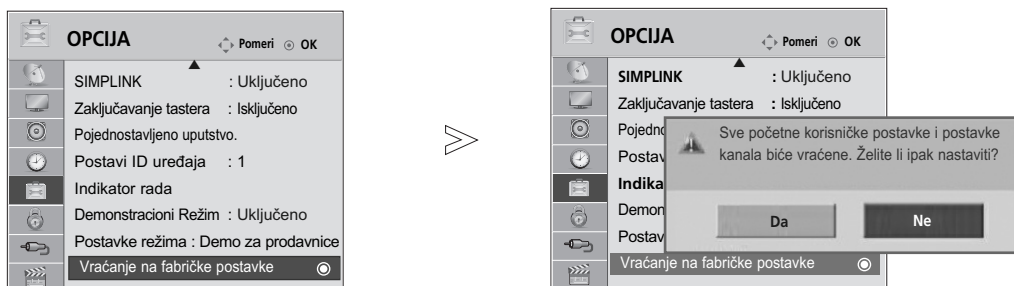 OPCIJA
Pomeri OK
SIMPLINK : Uključeno
Zaključavanje tastera : Isključeno
Pojednostavljeno uputstvo.
Postavi ID uređaja : 1
Indikator rada
Demonstracioni Režim : Uključeno
Postavke režima : Demo za prodavnice
Vraćanje na fabričke postavke
OPCIJA
Pomeri OK
SIMPLINK : Uključeno
Zaključavanje tastera : Isključeno
Pojedno
Postav
Indika
Demon
Postav
Vraćanje na fabričke postavke
Sve početne korisničke postavke i postavke
kanala biće vraćene. Želite li ipak nastaviti?
Da
Ne